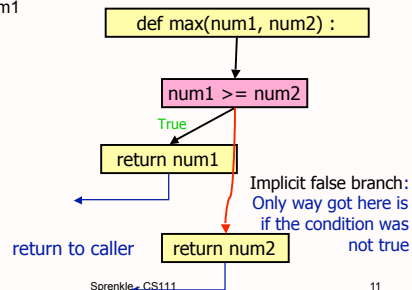 m1
def max(num1, num2) :
num1 >= num2
True
return num1
Implicit false branch:
Only way got here is
if the condition was
not true
return to caller
return num2
Sprenkle - CS111
11